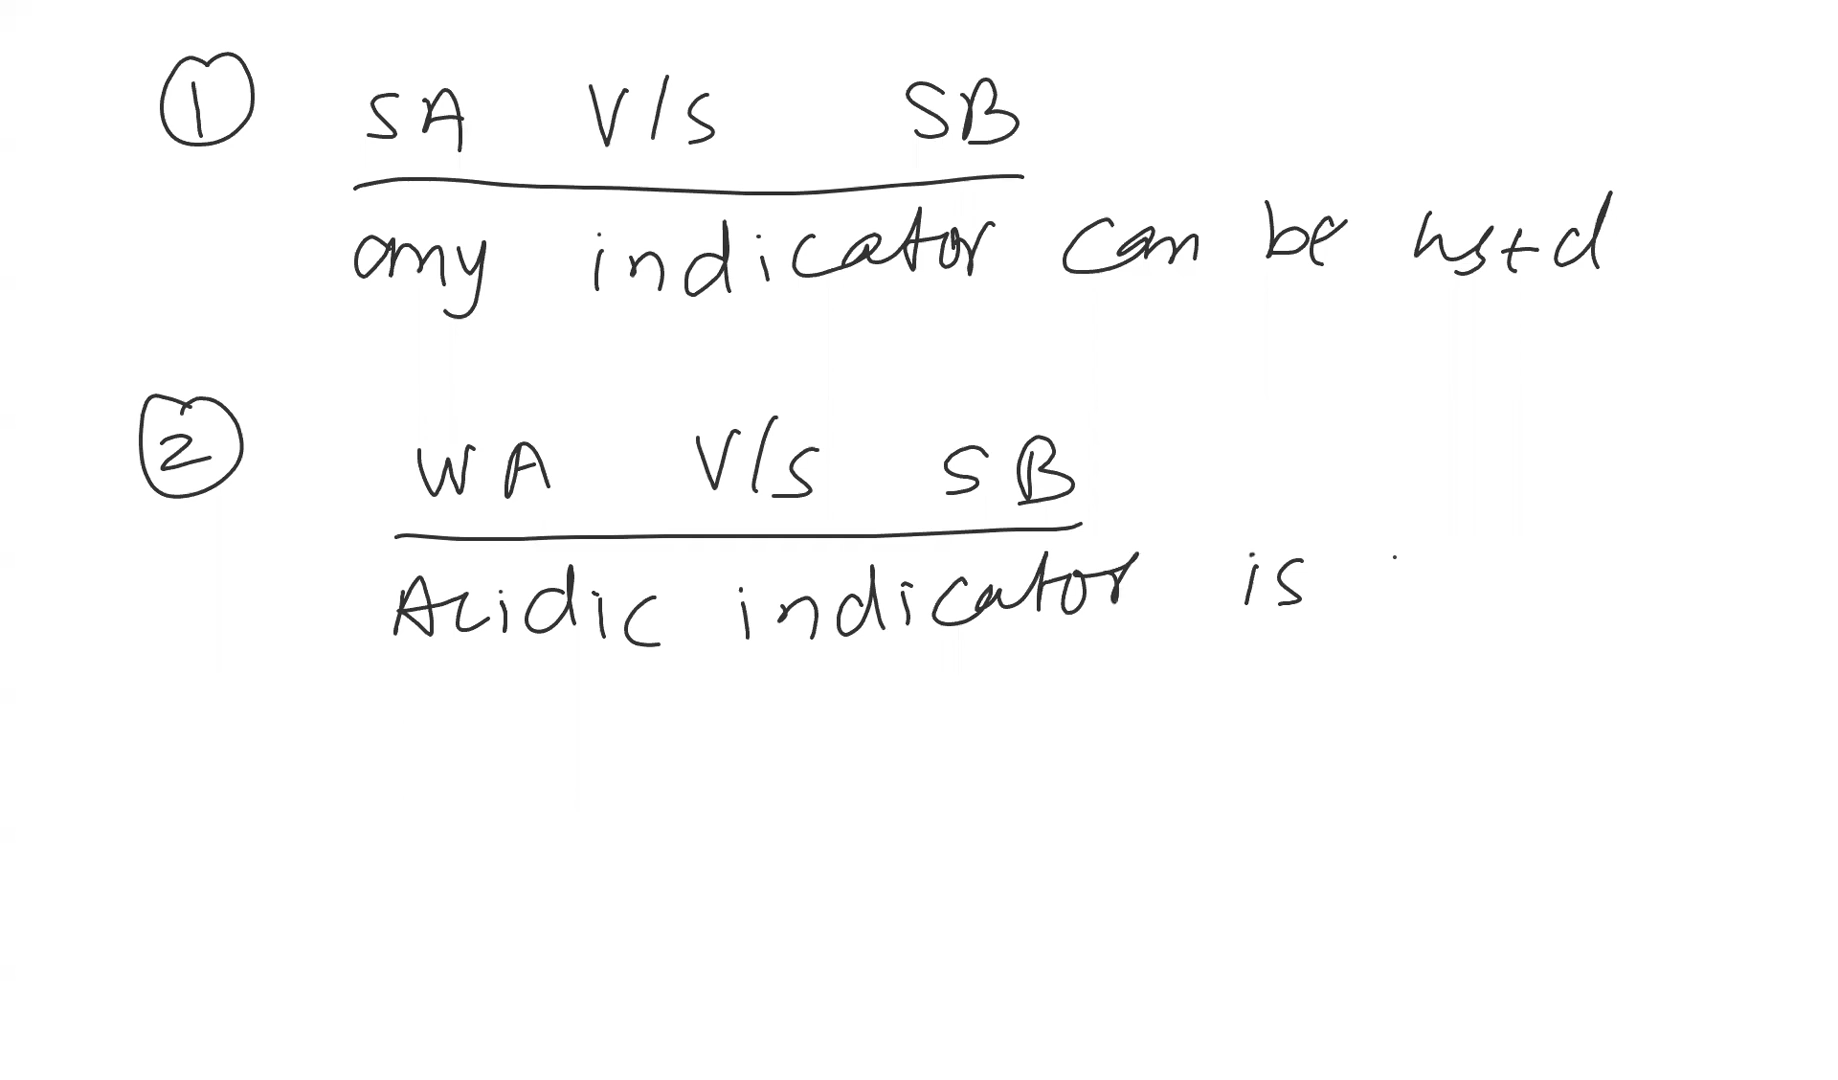 ① SA V/S SB
any indicator can be used
② WA V/S SB
Acidic indicator is